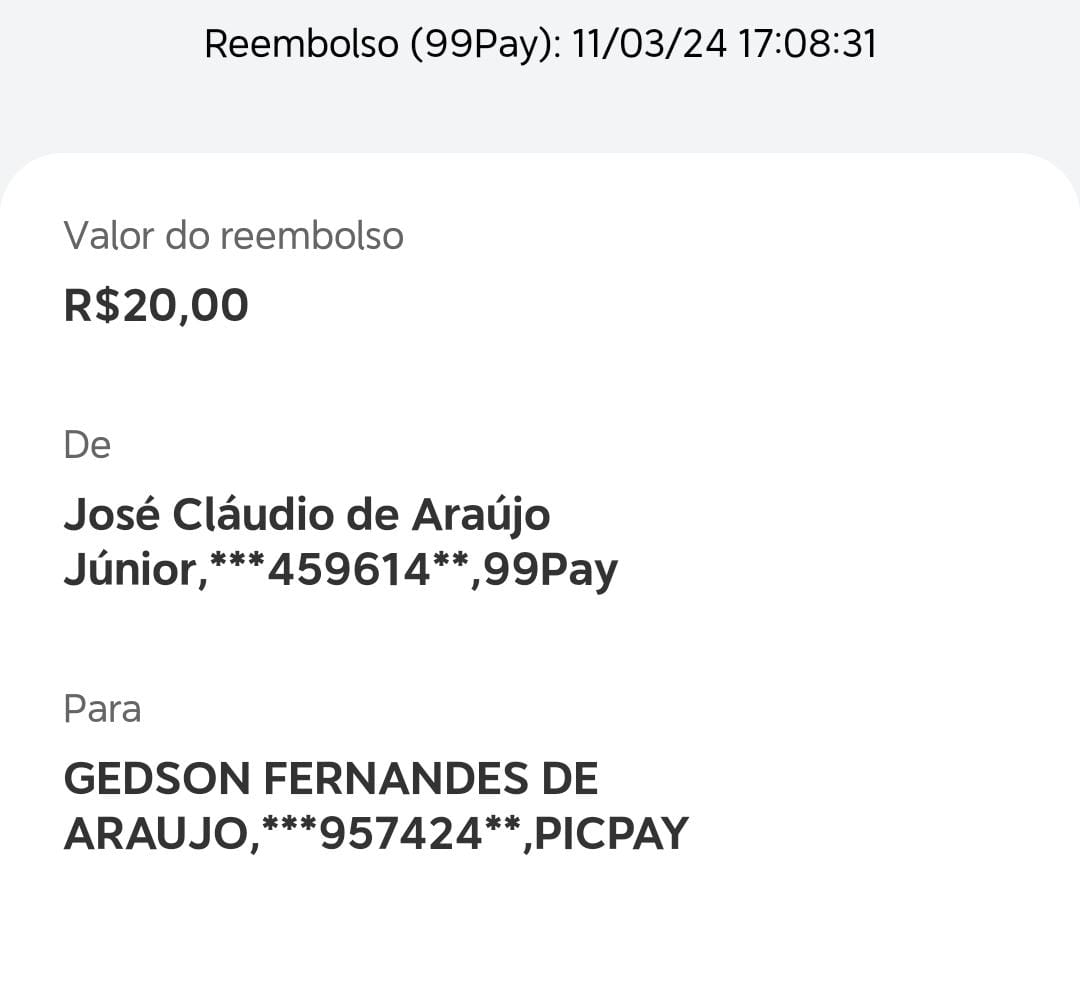 Reembolso (99Pay): 11/03/24 17:08:31
Valor do reembolso
R$20,00
De
José Cláudio de Araújo
Júnior,***459614**,99Pay
Para
GEDSON FERNANDES DE
ARAUJO,***957424**,PICPAY